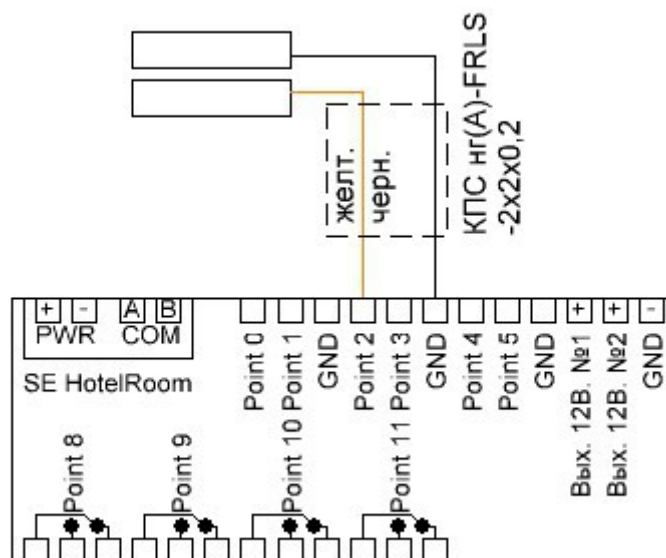 желт.
черн.
КПС нг(А)-FRLS
-2х2х0,2
+ - A B + + -
PWR COM
SE HotelRoom
Point 0
Point 1
GND
Point 2
Point 3
GND
Point 4
Point 5
GND
Вых. 12В. №1
Вых. 12В. №2
GND
Point 8
Point 9
Point 10
Point 11